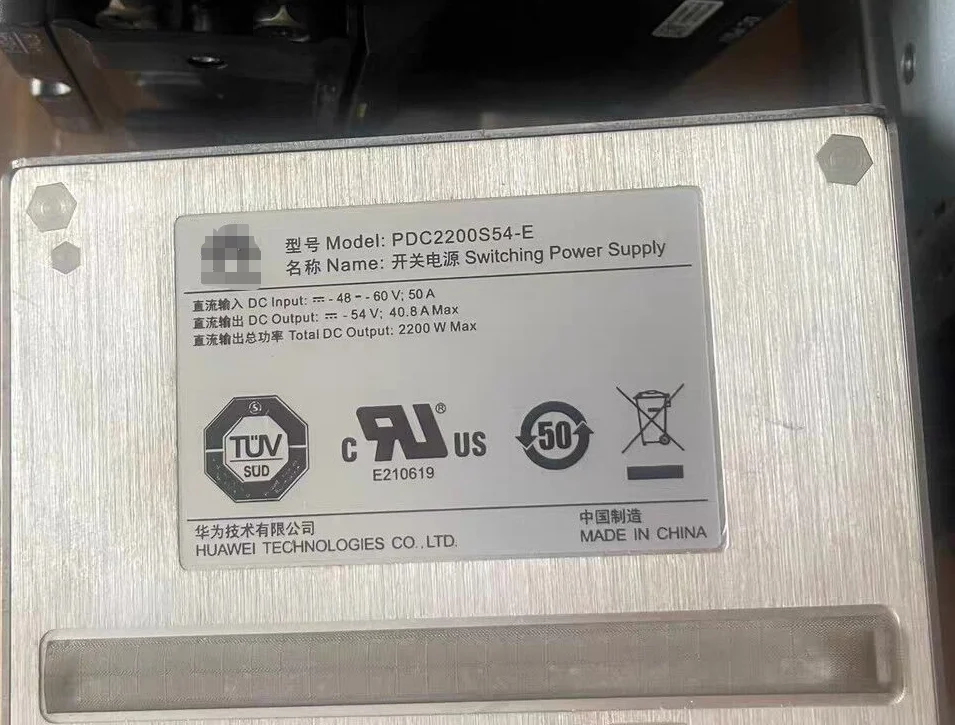 型号 Model: PDC2200S54-E
名称 Name: 开关电源 Switching Power Supply
直流输入 DC Input: ⎓ - 48 - - 60 V; 50 A
直流输出 DC Output: ⎓ - 54 V; 40.8 A Max
直流输出总功率 Total DC Output: 2200 W Max
TÜV
SÜD
c RU ® US
E210619
50
华为技术有限公司
HUAWEI TECHNOLOGIES CO., LTD.
中国制造
MADE IN CHINA